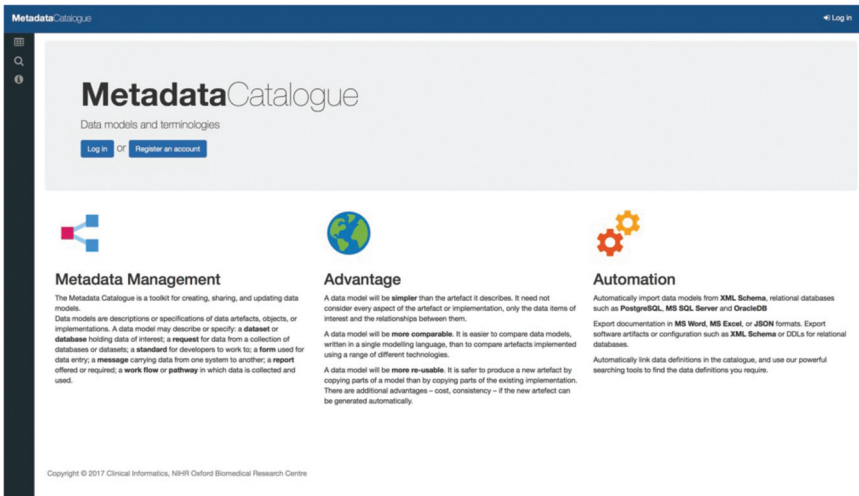 MetadataCatalogue
Log in
MetadataCatalogue
Data models and terminologies
Log in or Register an account
Metadata Management
The Metadata Catalogue is a toolkit for creating, sharing, and updating data
models.
Data models are descriptions or specifications of data artefacts, objects, or
implementations. A data model may describe or specify: a dataset or
database holding data of interest; a request for data from a collection of
databases or datasets; a standard for developers to work to; a form used for
data entry; a message carrying data from one system to another; a report
offered or required; a work flow or pathway in which data is collected and
used.
Advantage
A data model will be simpler than the artefact it describes. It need not
consider every aspect of the artefact or implementation, only the data items of
interest and the relationships between them.
A data model will be more comparable. It is easier to compare data models,
written in a single modelling language, than to compare artefacts implemented
using a range of different technologies.
A data model will be more re-usable. It is safer to produce a new artefact by
copying parts of a model than by copying parts of the existing implementation.
There are additional advantages – cost, consistency – if the new artefect can
be generated automatically.
Automation
Automatically import data models from XML Schema, relational databases
such as PostgreSQL, MS SQL Server and OracleDB
Export documentation in MS Word, MS Excel, or JSON formats. Export
software artifacts or configuration such as XML Schema or DDLs for relational
databases.
Automatically link data definitions in the catalogue, and use our powerful
searching tools to find the data definitions you require.
Copyright © 2017 Clinical Informatics, NIHR Oxford Biomedical Research Centre